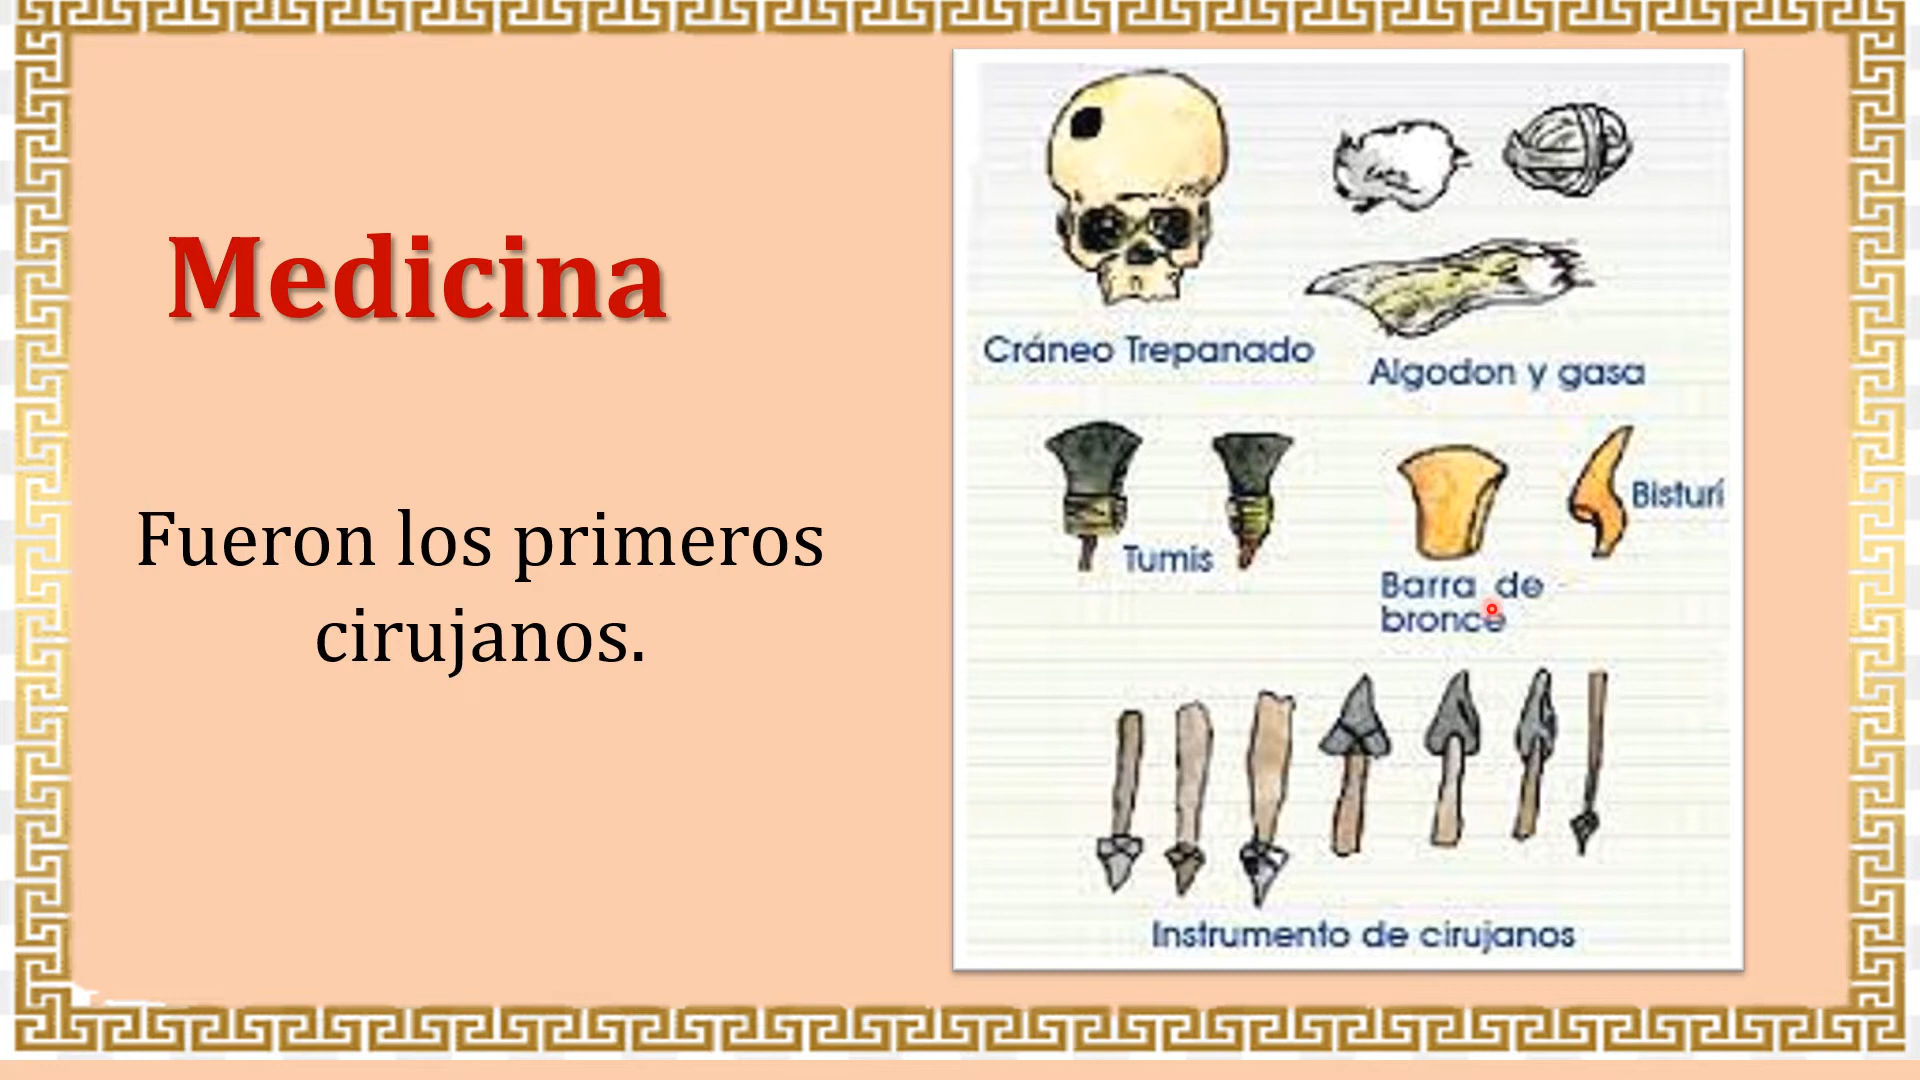 Medicina
Fueron los primeros
cirujanos.
Cráneo Trepanado
Algodon y gasa
Tumis
Bisturí
Barra de
bronce
Instrumento de cirujanos